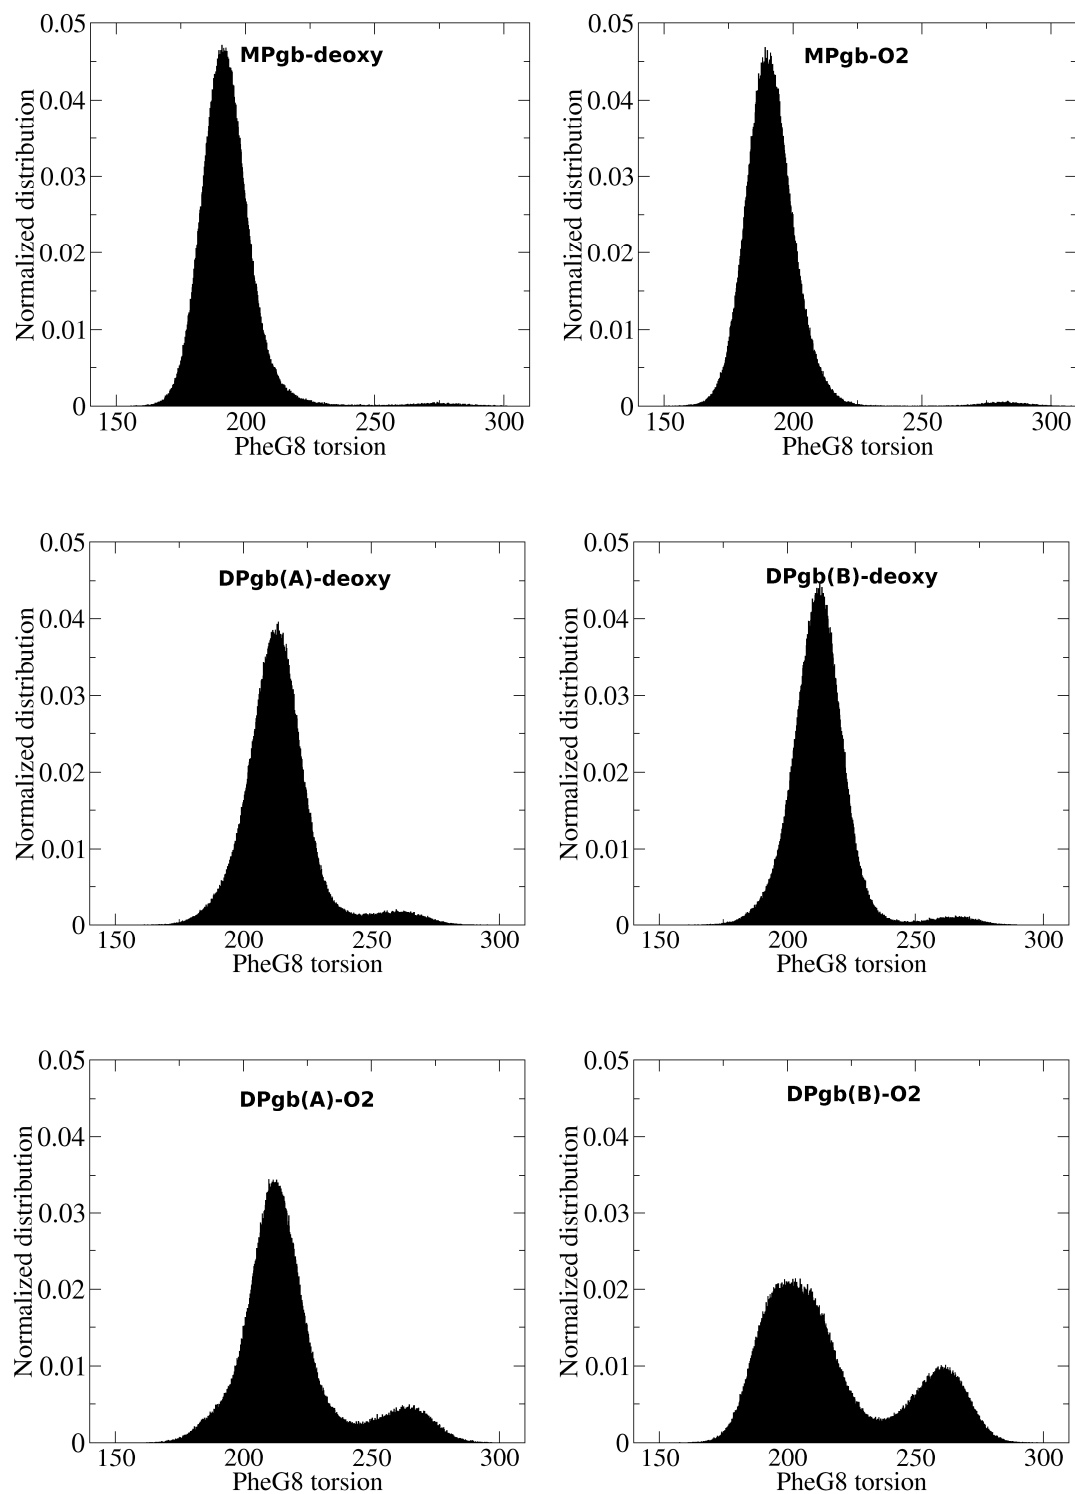 0.05
0.04
0.03
0.02
0.01
0
Normalized distribution
MPgb-deoxy
150 200 250 300
PheG8 torsion
0.05
0.04
0.03
0.02
0.01
0
Normalized distribution
MPgb-O2
150 200 250 300
PheG8 torsion
0.05
0.04
0.03
0.02
0.01
0
Normalized distribution
DPgb(A)-deoxy
150 200 250 300
PheG8 torsion
0.05
0.04
0.03
0.02
0.01
0
Normalized distribution
DPgb(B)-deoxy
150 200 250 300
PheG8 torsion
0.05
0.04
0.03
0.02
0.01
0
Normalized distribution
DPgb(A)-O2
150 200 250 300
PheG8 torsion
0.05
0.04
0.03
0.02
0.01
0
Normalized distribution
DPgb(B)-O2
150 200 250 300
PheG8 torsion